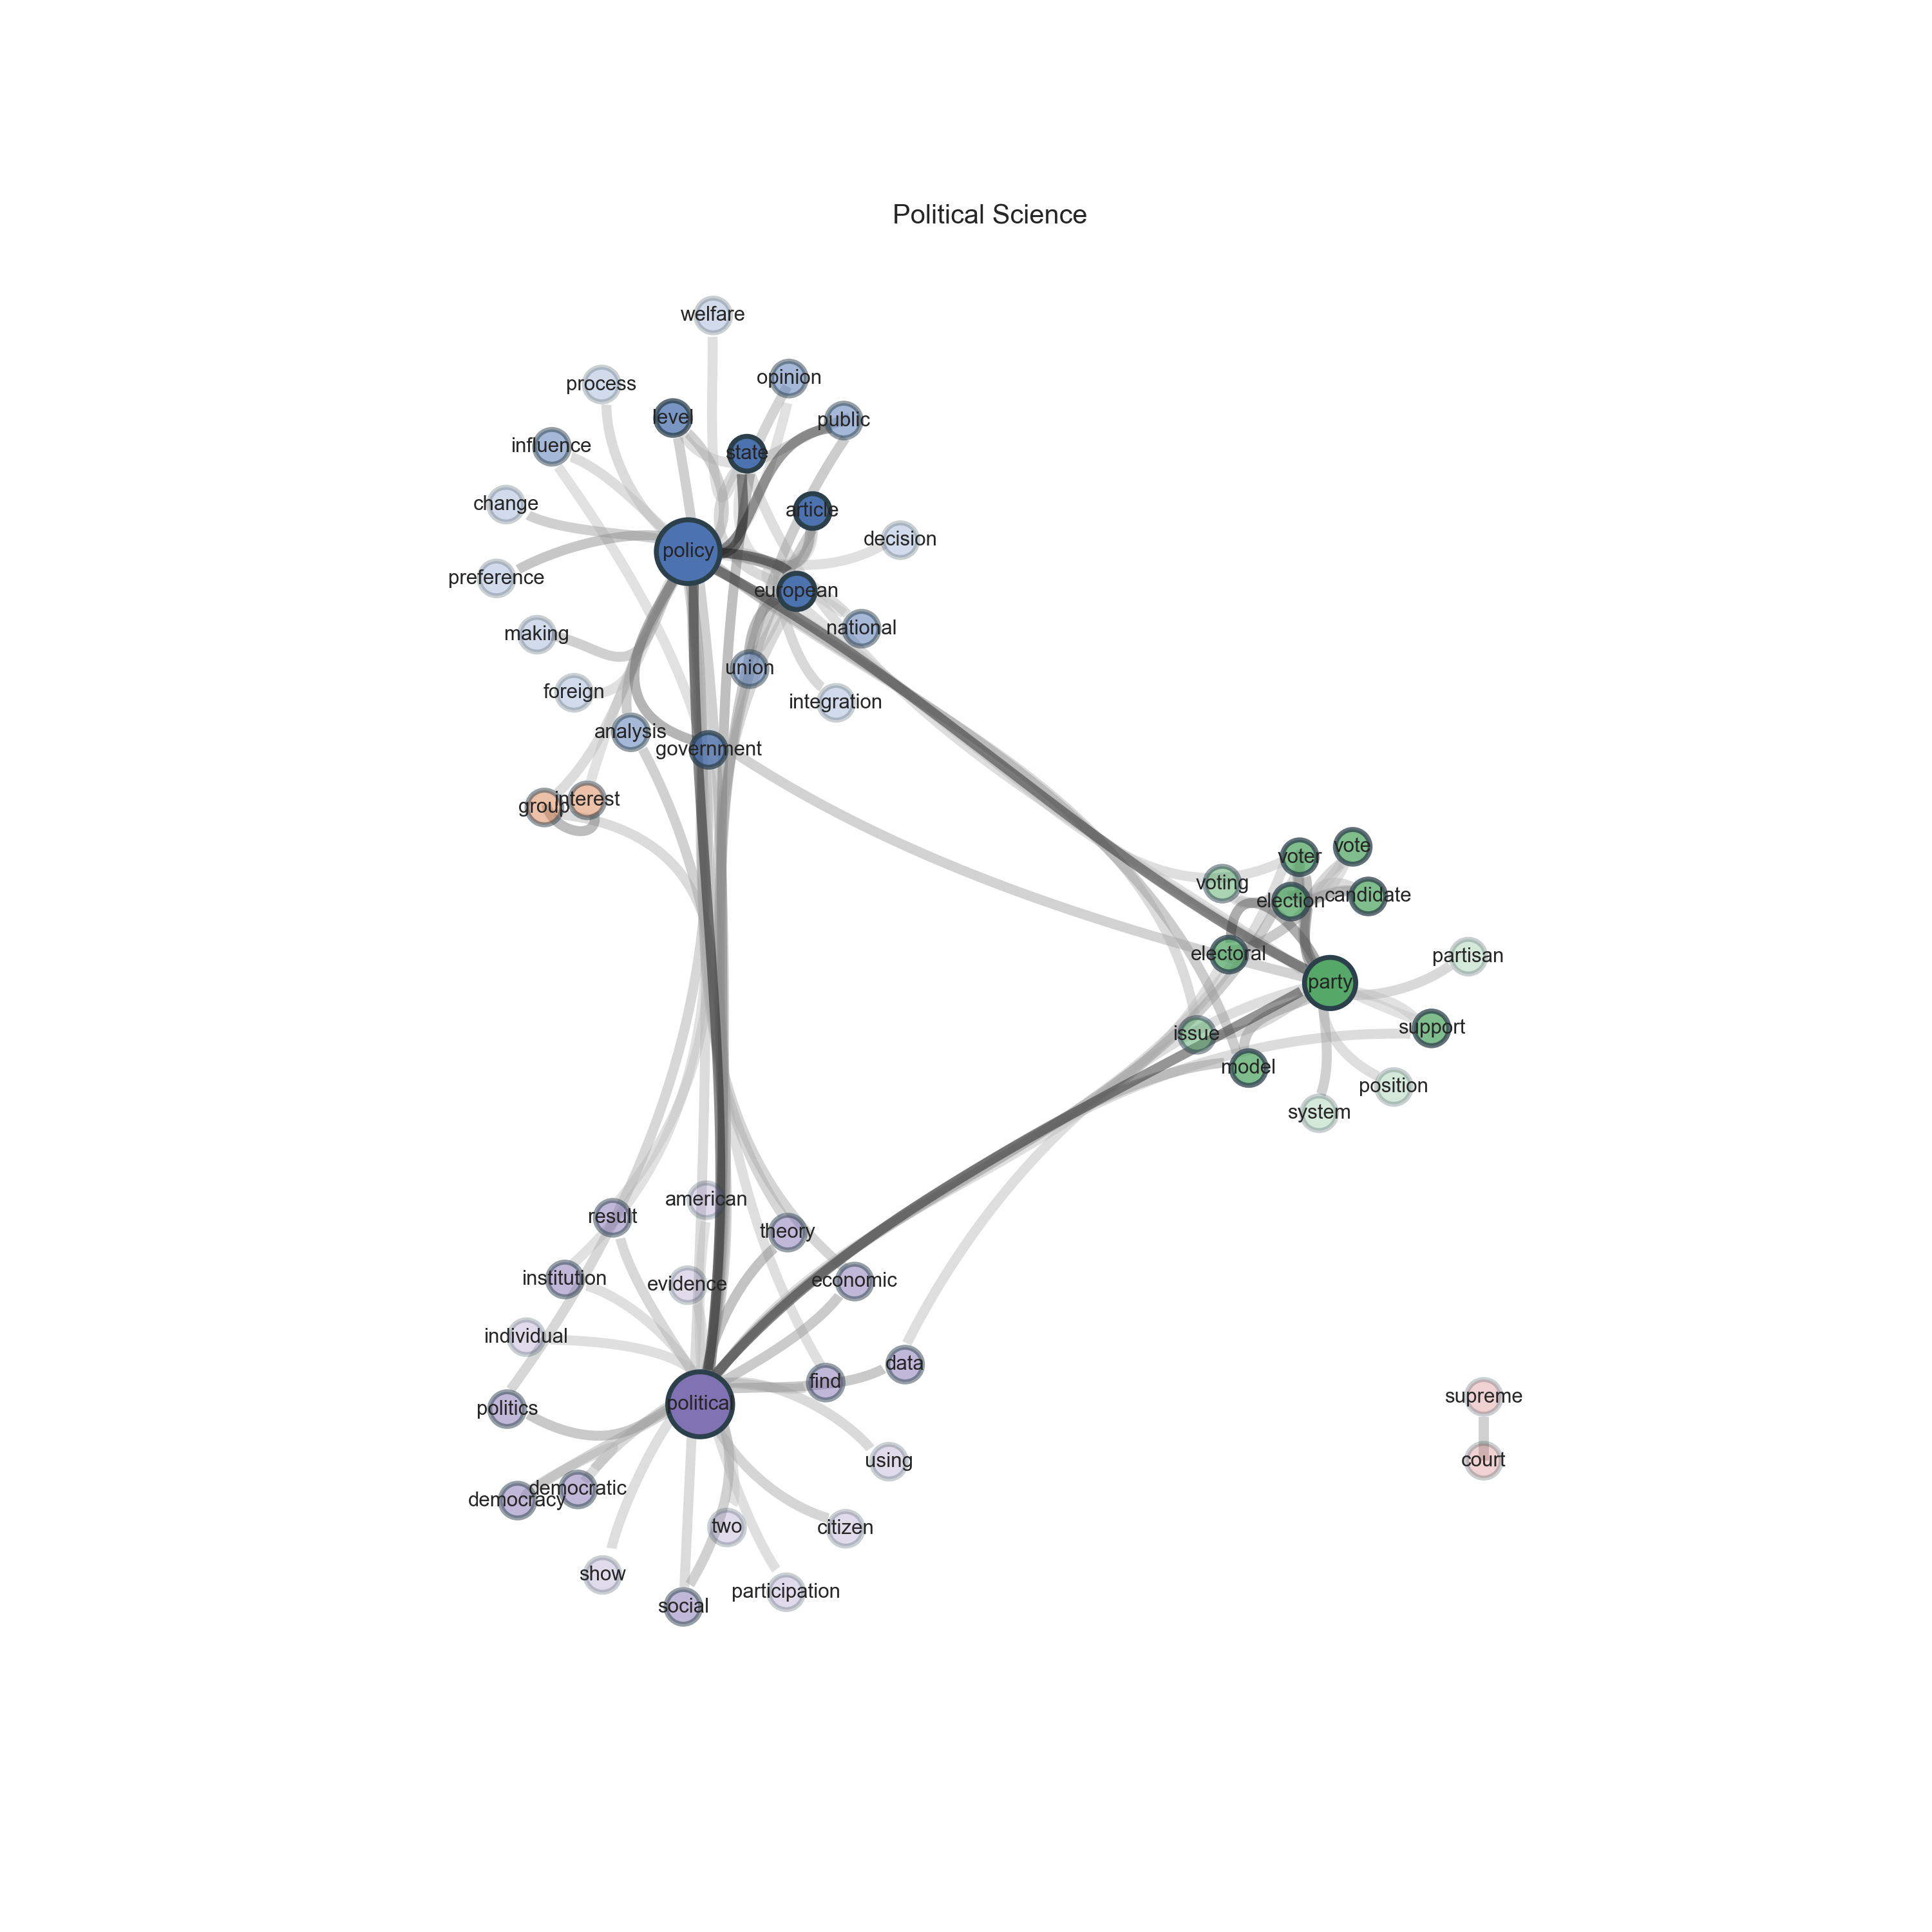 Political Science
welfare
process
opinion
level
public
influence
state
change
article
decision
policy
preference
european
making
national
union
foreign
integration
analysis
government
group
interest
voter
vote
voting
election
candidate
electoral
partisan
party
issue
support
model
position
system
american
result
theory
institution
evidence
economic
individual
data
find
politica
politics
supreme
using
court
democratic
democracy
two
citizen
show
participation
social